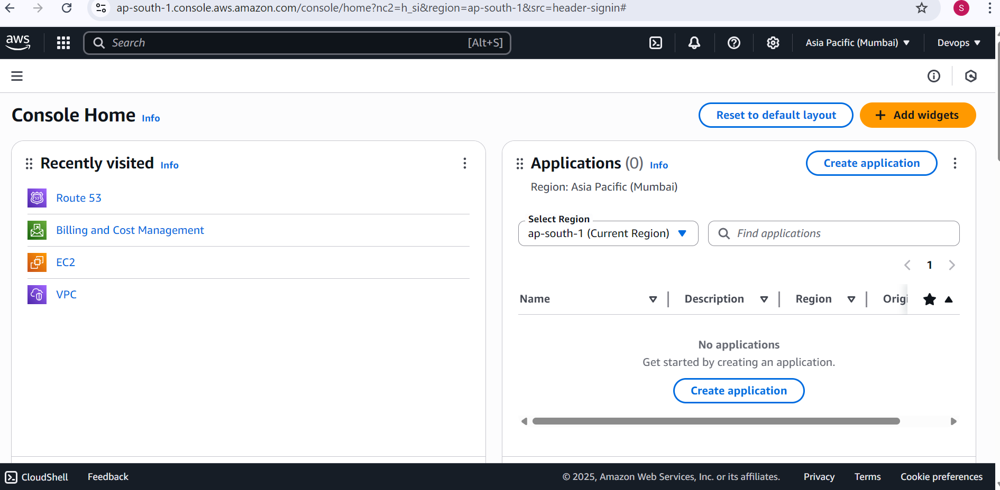 ap-south-1.console.aws.amazon.com/console/home?nc2=h_si&region=ap-south-1&src=header-signin#
S
aws
Search
[Alt+S]
Asia Pacific (Mumbai)
Devops
Console Home Info
Reset to default layout
Add widgets
Recently visited Info
Route 53
Billing and Cost Management
EC2
VPC
Applications (0) Info
Create application
Region: Asia Pacific (Mumbai)
Select Region
ap-south-1 (Current Region)
Find applications
1
Name
Description
Region
Origi
No applications
Get started by creating an application.
Create application
CloudShell
Feedback
© 2025, Amazon Web Services, Inc. or its affiliates.
Privacy
Terms
Cookie preferences